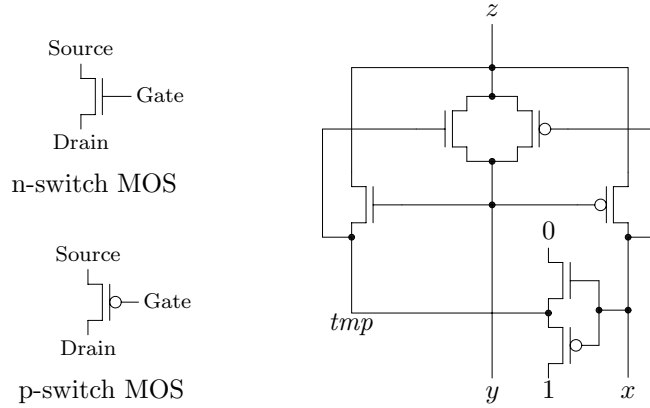 Source
Gate
Drain
n-switch MOS
Source
Gate
Drain
p-switch MOS
z
0
tmp
y
1
x